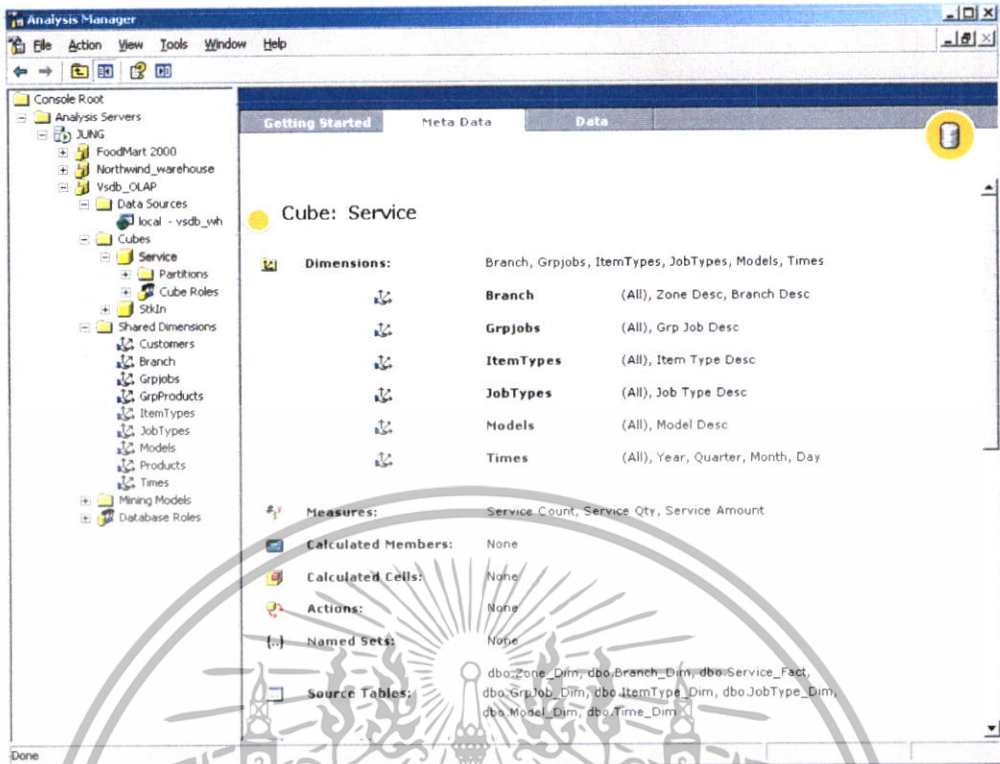 Analysis Manager
File Action View Tools Window Help
Console Root
Analysis Servers
JUNG
FoodMart 2000
Northwind_warehouse
Vsdb_OLAP
Data Sources
local - vsdb_wh
Cubes
Service
Partitions
Cube Roles
StkIn
Shared Dimensions
Customers
Branch
Grpjobs
GrpProducts
ItemTypes
JobTypes
Models
Products
Times
Mining Models
Database Roles
Getting Started Meta Data Data
Cube: Service
Dimensions: Branch, Grpjobs, ItemTypes, JobTypes, Models, Times
Branch (All), Zone Desc, Branch Desc
Grpjobs (All), Grp Job Desc
ItemTypes (All), Item Type Desc
JobTypes (All), Job Type Desc
Models (All), Model Desc
Times (All), Year, Quarter, Month, Day
Measures: Service Count, Service Qty, Service Amount
Calculated Members: None
Calculated Cells: None
Actions: None
{..} Named Sets: None
Source Tables: dbo.Zone_Dim, dbo.Branch_Dim, dbo.Service_Fact,
dbo.GrpJob_Dim, dbo.ItemType_Dim, dbo.JobType_Dim,
dbo.Model_Dim, dbo.Time_Dim
Done